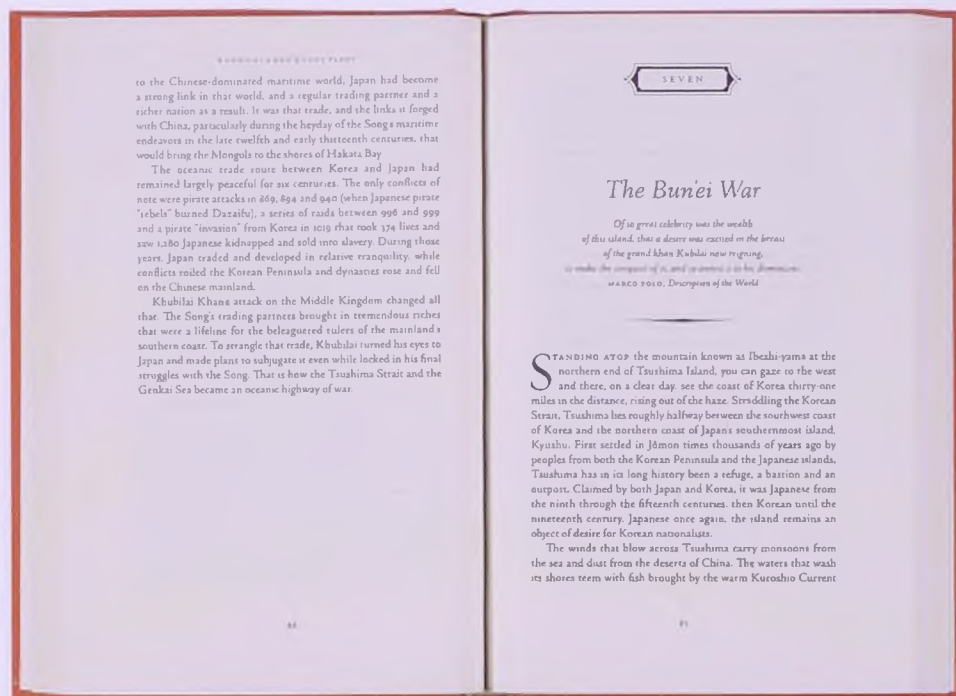 to the Chinese-dominated maritime world, Japan had become
a strong link in that world, and a regular trading partner and a
richer nation as a result. It was that trade, and the links it forged
with China, particularly during the heyday of the Song's maritime
endeavors in the late twelfth and early thirteenth centuries, that
would bring the Mongols to the shores of Hakata Bay
The oceanic trade route between Korea and Japan had
remained largely peaceful for six centuries. The only conflicts of
note were pirate attacks in 869, 894 and 940 (when Japanese pirate
"rebels" burned Dazaifu), a series of raids between 996 and 999
and a pirate "invasion" from Korea in 1019 that took 374 lives and
saw 1,280 Japanese kidnapped and sold into slavery. During those
years, Japan traded and developed in relative tranquility, while
conflicts roiled the Korean Peninsula and dynasties rose and fell
on the Chinese mainland.
Khubilai Khan's attack on the Middle Kingdom changed all
that. The Song's trading partners brought in tremendous riches
that were a lifeline for the beleaguered rulers of the mainland's
southern coast. To strangle that trade, Khubilai turned his eyes to
Japan and made plans to subjugate it even while locked in his final
struggles with the Song. That is how the Tsushima Strait and the
Genkai Sea became an oceanic highway of war.
SEVEN
The Bun'ei War
Of so great celebrity was the wealth
of this island, that a desire was excited in the breast
of the grand khan Kubilai now reigning,
to make the conquest of it, and to annex it to his dominions.
MARCO POLO, Description of the World
STANDING ATOP the mountain known as Ibeshi-yama at the
northern end of Tsushima Island, you can gaze to the west
and there, on a clear day, see the coast of Korea thirty-one
miles in the distance, rising out of the haze. Straddling the Korean
Strait, Tsushima lies roughly halfway between the southwest coast
of Korea and the northern coast of Japan's southernmost island,
Kyushu. First settled in Jōmon times thousands of years ago by
peoples from both the Korean Peninsula and the Japanese islands,
Tsushima has in its long history been a refuge, a bastion and an
outpost. Claimed by both Japan and Korea, it was Japanese from
the ninth through the fifteenth centuries, then Korean until the
nineteenth century. Japanese once again, the island remains an
object of desire for Korean nationalists.
The winds that blow across Tsushima carry monsoons from
the sea and dust from the deserts of China. The waters that wash
its shores teem with fish brought by the warm Kuroshio Current